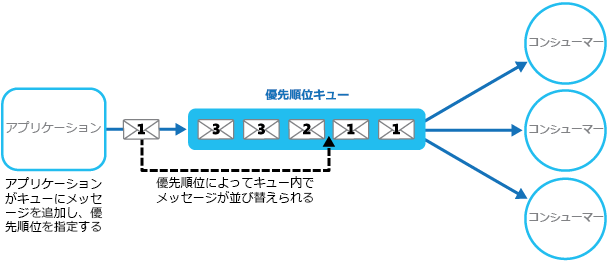 コンシューマー
優先順位キュー
アプリケーション
1
3
3
2
1
1
コンシューマー
アプリケーション
がキューにメッセ
ージを追加し、優
先順位を指定する
優先順位によってキュー内で
メッセージが並び替えられる
コンシューマー